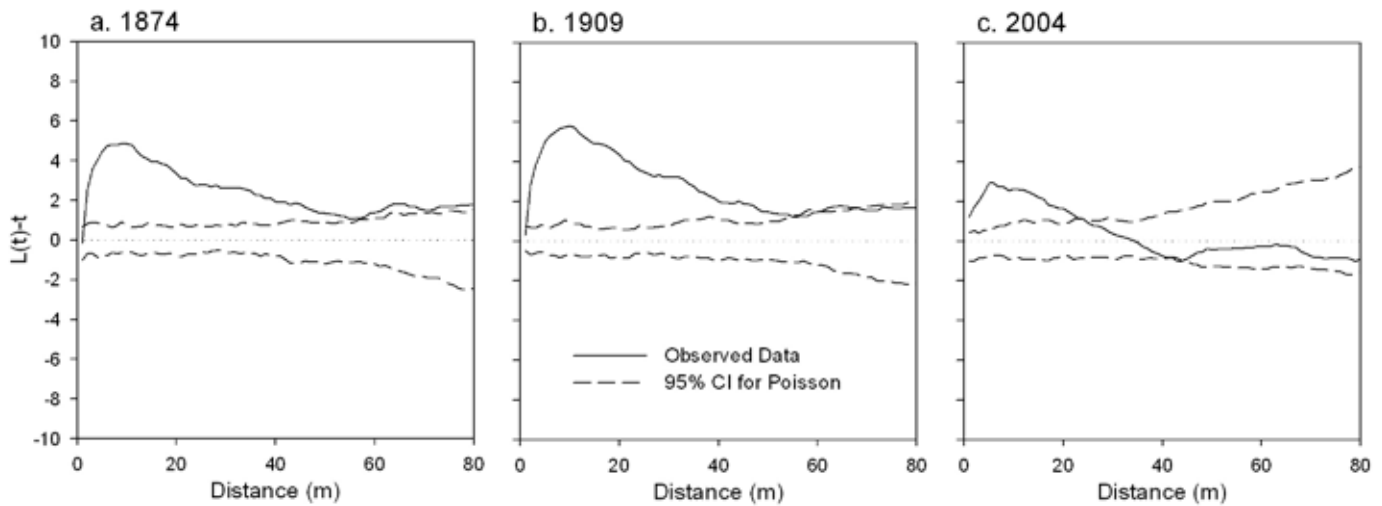 a. 1874
b. 1909
c. 2004
L(t)-t
10
8
6
4
2
0
-2
-4
-6
-8
-10
Observed Data
95% CI for Poisson
0 20 40 60 80
0 20 40 60 80
0 20 40 60 80
Distance (m)
Distance (m)
Distance (m)